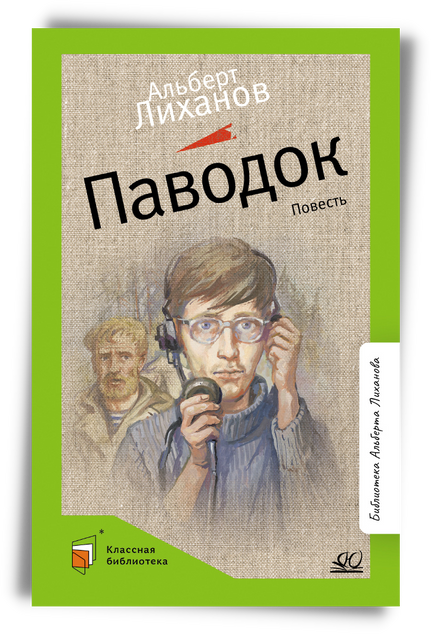 Альберт
Лиханов
Паводок
Повесть
Библиотека Альберта Лиханова
Классная
библиотека